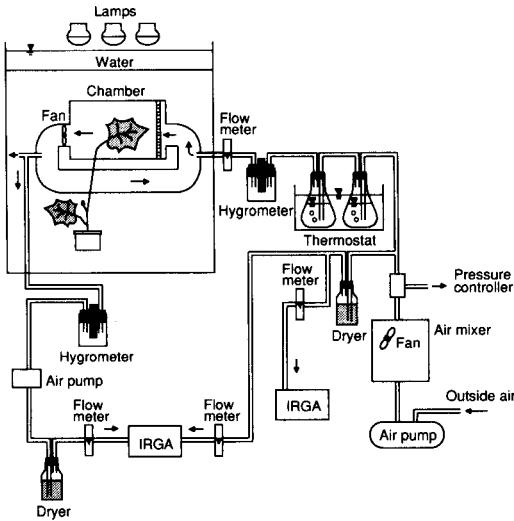 Lamps
Water
Chamber
Fan
Flow
meter
Hygrometer
Thermostat
Flow
meter
Pressure
controller
Dryer
Air mixer
Fan
Hygrometer
Air pump
IRGA
Outside air
Flow
meter
Flow
meter
IRGA
Air pump
Dryer